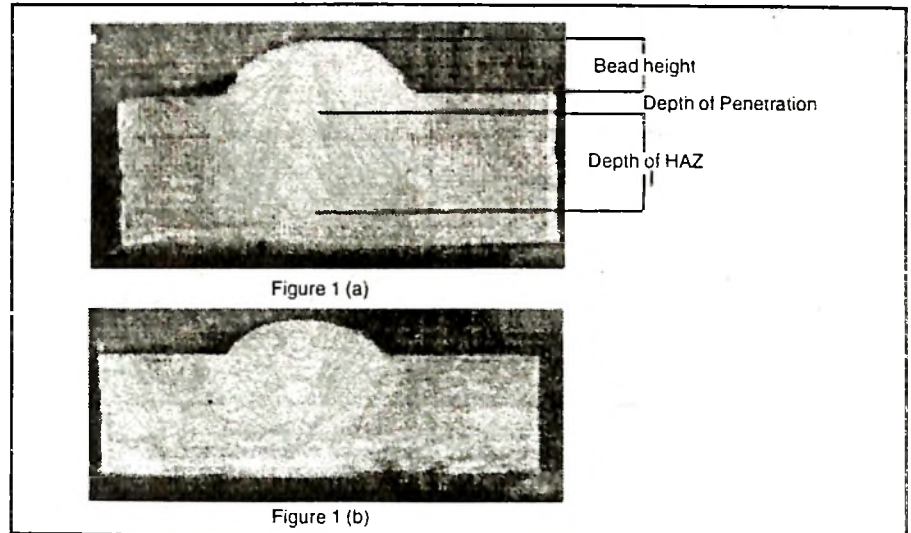 Bead height
Depth of Penetration
Depth of HAZ
Figure 1 (a)
Figure 1 (b)